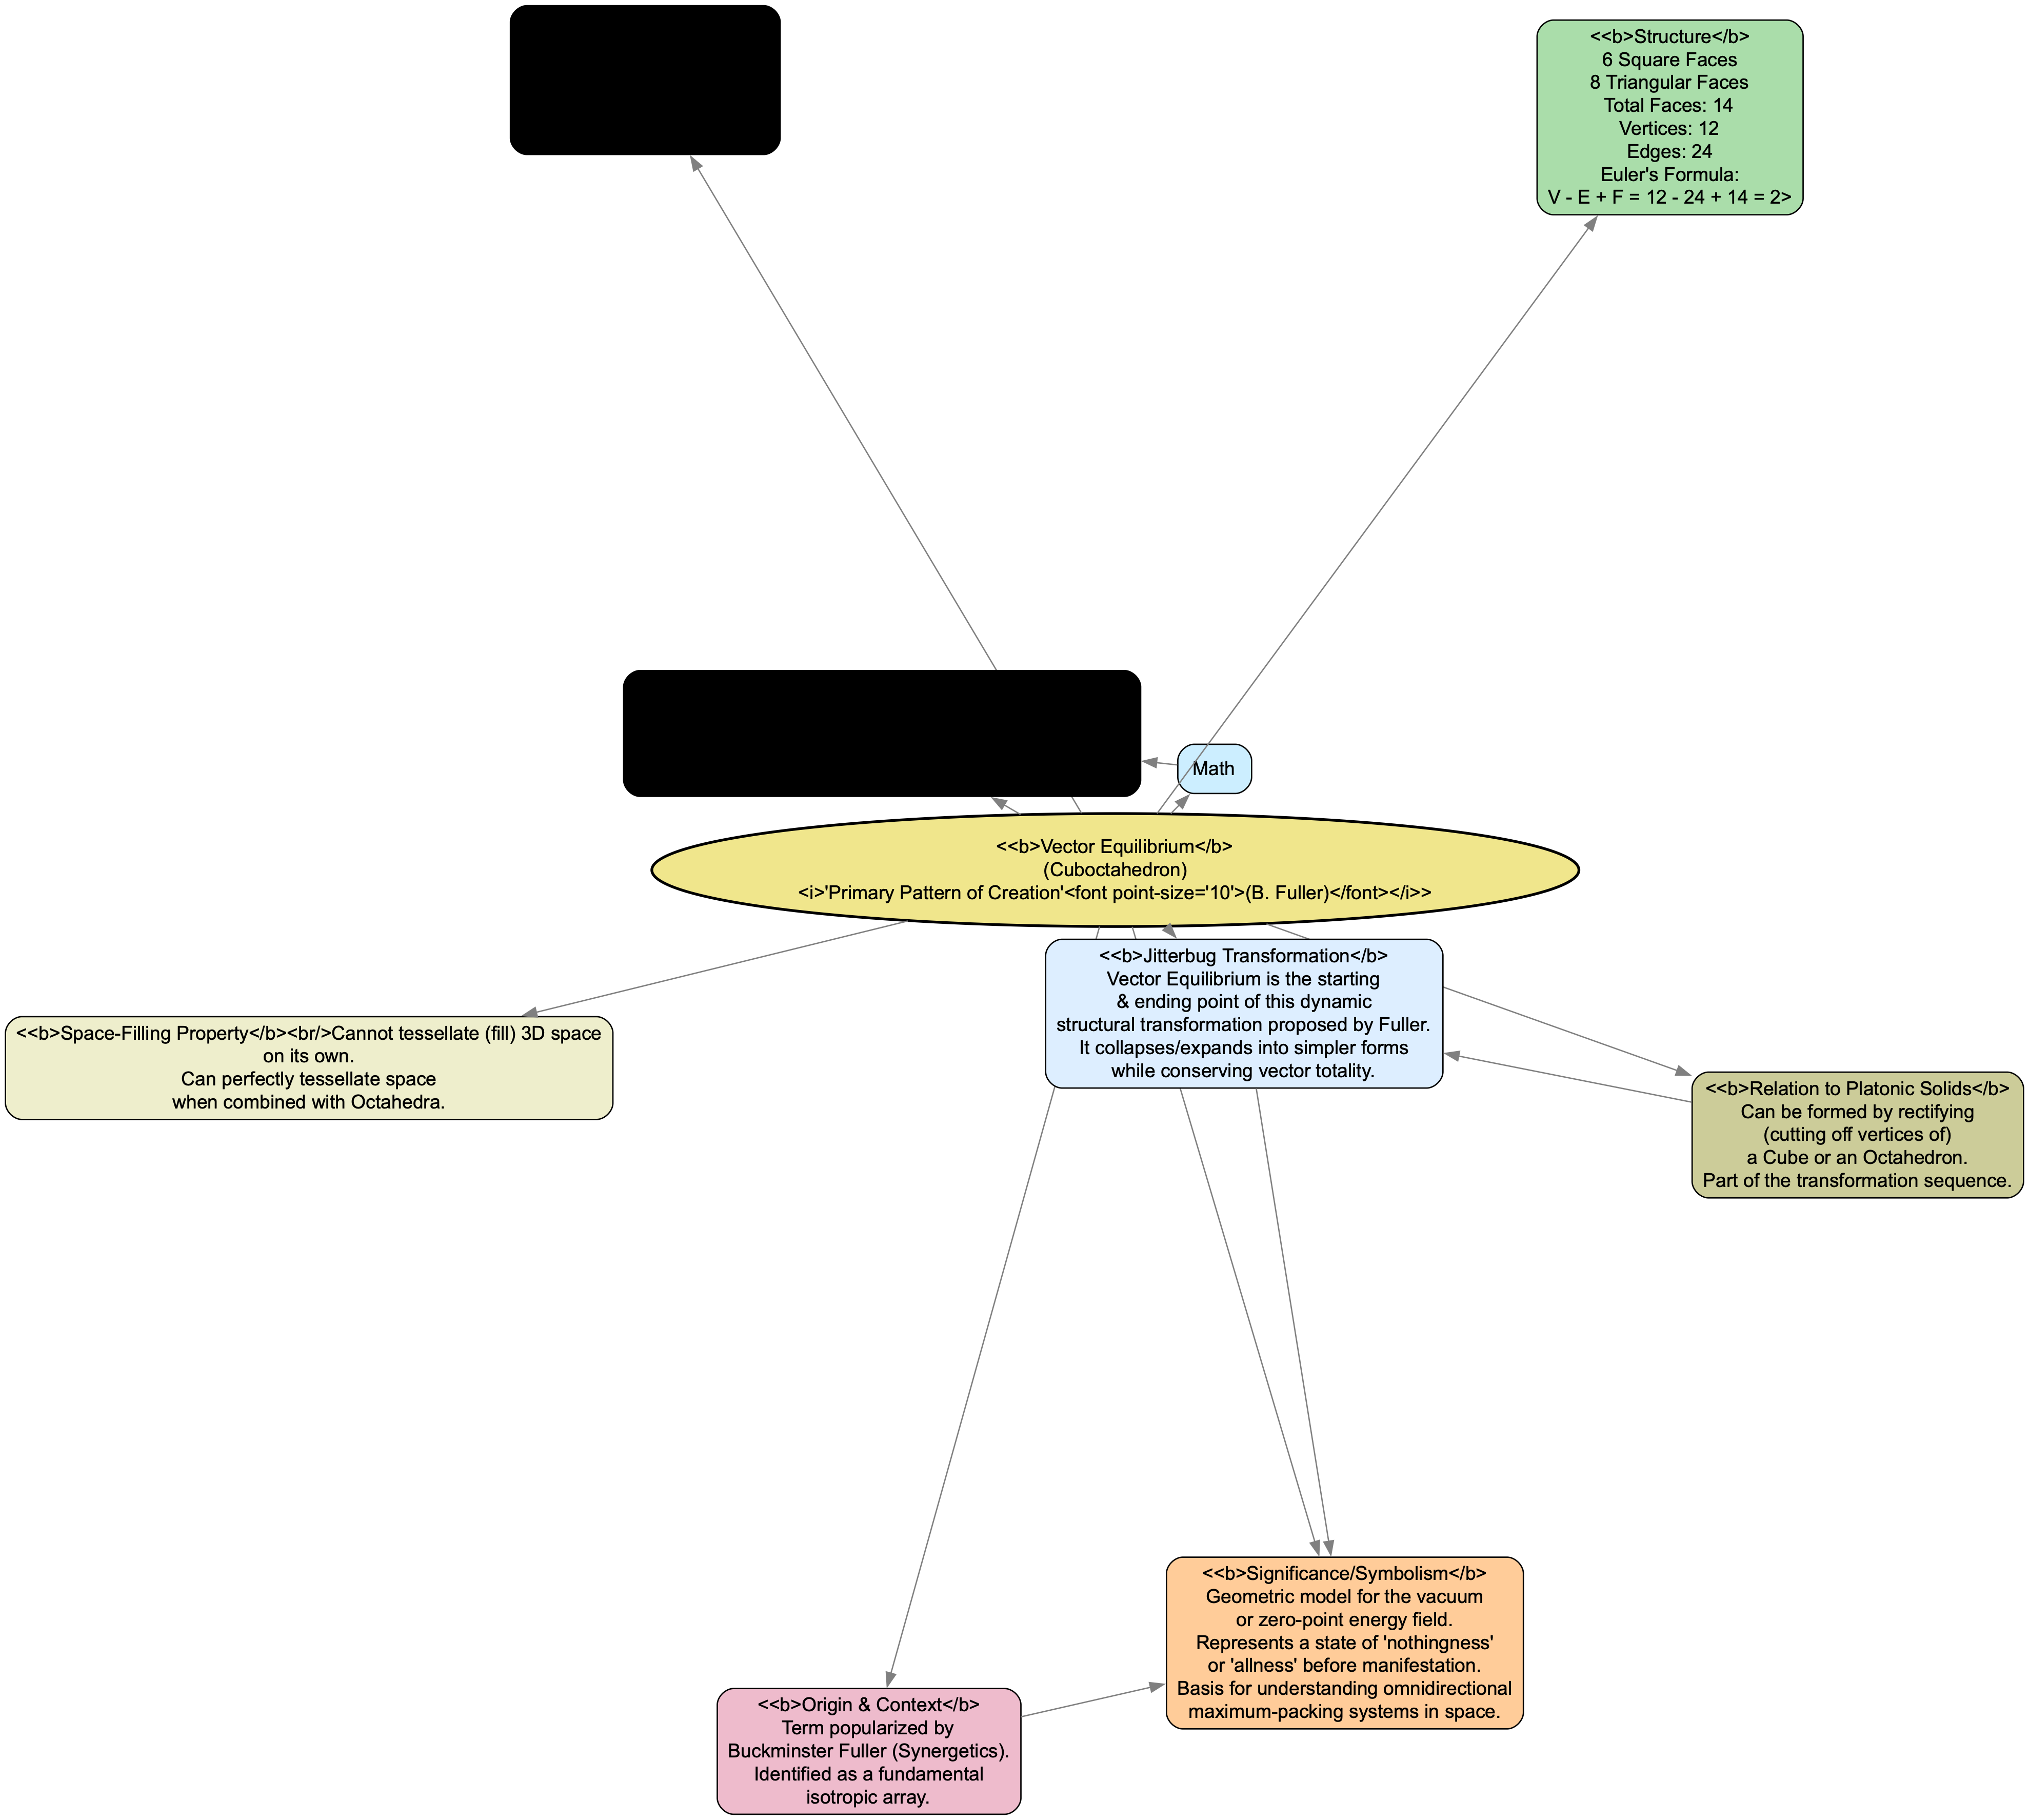 <<b>Structure</b>
6 Square Faces
8 Triangular Faces
Total Faces: 14
Vertices: 12
Edges: 24
Euler's Formula:
V - E + F = 12 - 24 + 14 = 2>
Math
<<b>Vector Equilibrium</b>
(Cuboctahedron)
<i>'Primary Pattern of Creation'<font point-size='10'>(B. Fuller)</font></i>>
<<b>Jitterbug Transformation</b>
Vector Equilibrium is the starting
& ending point of this dynamic
structural transformation proposed by Fuller.
It collapses/expands into simpler forms
while conserving vector totality.
<<b>Space-Filling Property</b><br/>Cannot tessellate (fill) 3D space
on its own.
Can perfectly tessellate space
when combined with Octahedra.
<<b>Relation to Platonic Solids</b>
Can be formed by rectifying
(cutting off vertices of)
a Cube or an Octahedron.
Part of the transformation sequence.
<<b>Significance/Symbolism</b>
Geometric model for the vacuum
or zero-point energy field.
Represents a state of 'nothingness'
or 'allness' before manifestation.
Basis for understanding omnidirectional
maximum-packing systems in space.
<<b>Origin & Context</b>
Term popularized by
Buckminster Fuller (Synergetics).
Identified as a fundamental
isotropic array.